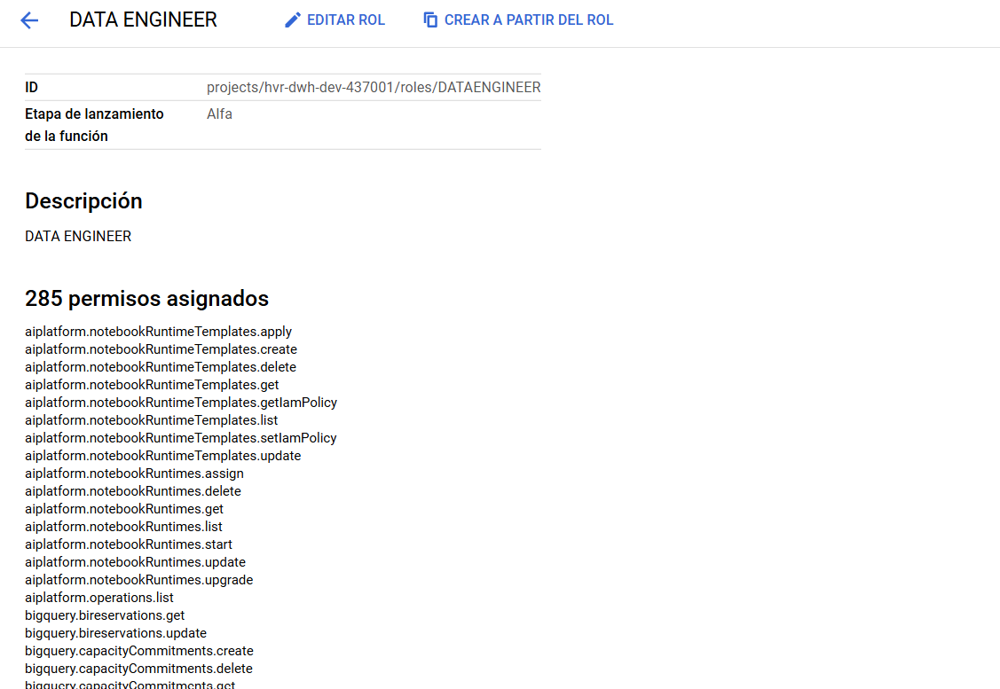 DATA ENGINEER
EDITAR ROL
CREAR A PARTIR DEL ROL
ID projects/hvr-dwh-dev-437001/roles/DATAENGINEER
Etapa de lanzamiento Alfa
de la función
Descripción
DATA ENGINEER
285 permisos asignados
aiplatform.notebookRuntimeTemplates.apply
aiplatform.notebookRuntimeTemplates.create
aiplatform.notebookRuntimeTemplates.delete
aiplatform.notebookRuntimeTemplates.get
aiplatform.notebookRuntimeTemplates.getIamPolicy
aiplatform.notebookRuntimeTemplates.list
aiplatform.notebookRuntimeTemplates.setIamPolicy
aiplatform.notebookRuntimeTemplates.update
aiplatform.notebookRuntimes.assign
aiplatform.notebookRuntimes.delete
aiplatform.notebookRuntimes.get
aiplatform.notebookRuntimes.list
aiplatform.notebookRuntimes.start
aiplatform.notebookRuntimes.update
aiplatform.notebookRuntimes.upgrade
aiplatform.operations.list
bigquery.bireservations.get
bigquery.bireservations.update
bigquery.capacityCommitments.create
bigquery.capacityCommitments.delete
bigquery.capacityCommitments.get